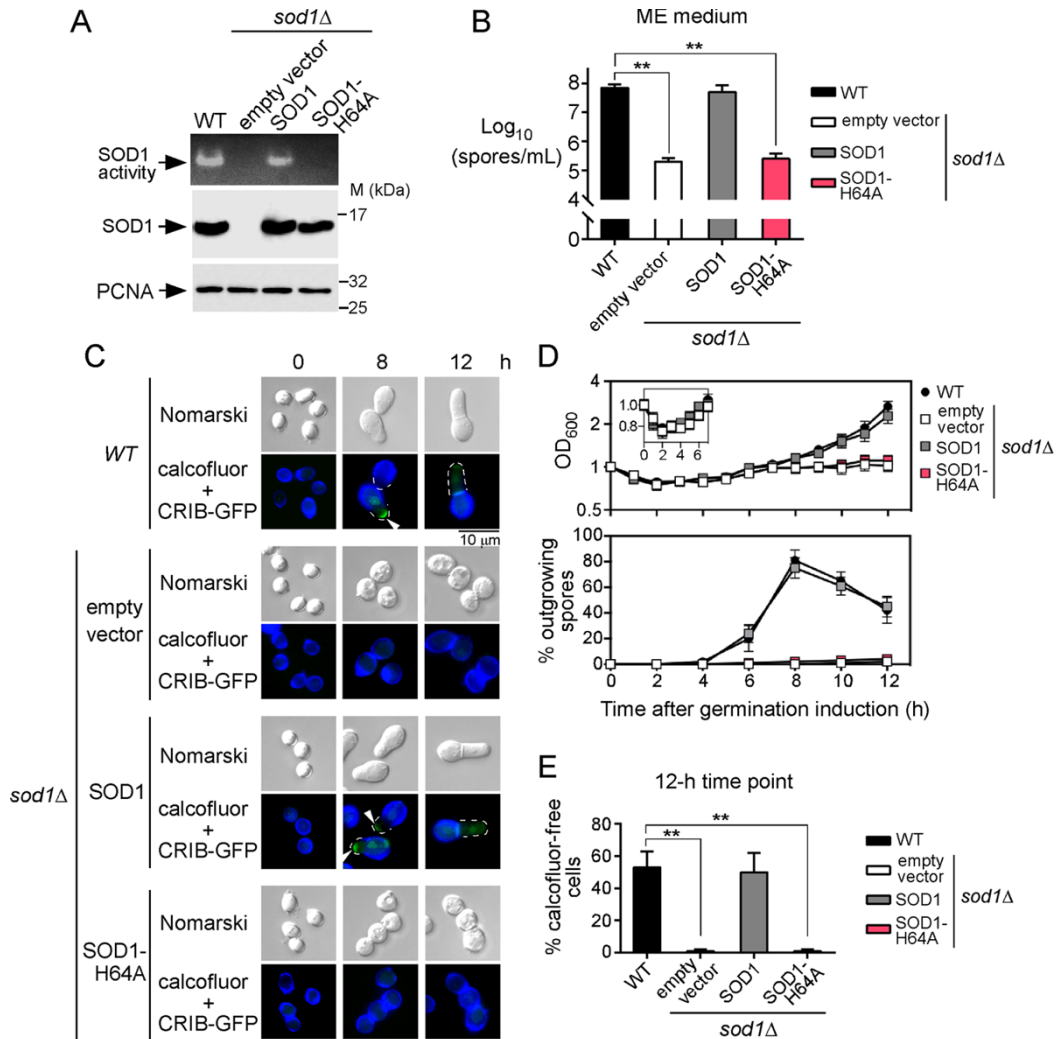 A
sod1Δ
WT
empty vector
SOD1
SOD1-
H64A
SOD1
activity
M (kDa)
SOD1
17
PCNA
32
25
B
ME medium
**
**
Log10
(spores/mL)
8
7
6
5
4
0
WT
empty vector
SOD1
SOD1-
H64A
sod1Δ
WT
empty vector
SOD1
SOD1-
H64A
sod1Δ
C
0 8 12 h
WT
Nomarski
calcofluor
+
CRIB-GFP
10 μm
sod1Δ
empty
vector
Nomarski
calcofluor
+
CRIB-GFP
SOD1
Nomarski
calcofluor
+
CRIB-GFP
SOD1-
H64A
Nomarski
calcofluor
+
CRIB-GFP
D
OD600
4
2
1
0.5
1.0
0.8
0 2 4 6
WT
empty
vector
SOD1
SOD1-
H64A
sod1Δ
% outgrowing
spores
100
80
60
40
20
0
0 2 4 6 8 10 12
Time after germination induction (h)
E
12-h time point
**
**
% calcofluor-free
cells
80
60
40
20
0
WT
empty
vector
SOD1
SOD1-
H64A
sod1Δ
WT
empty
vector
SOD1
SOD1-
H64A
sod1Δ